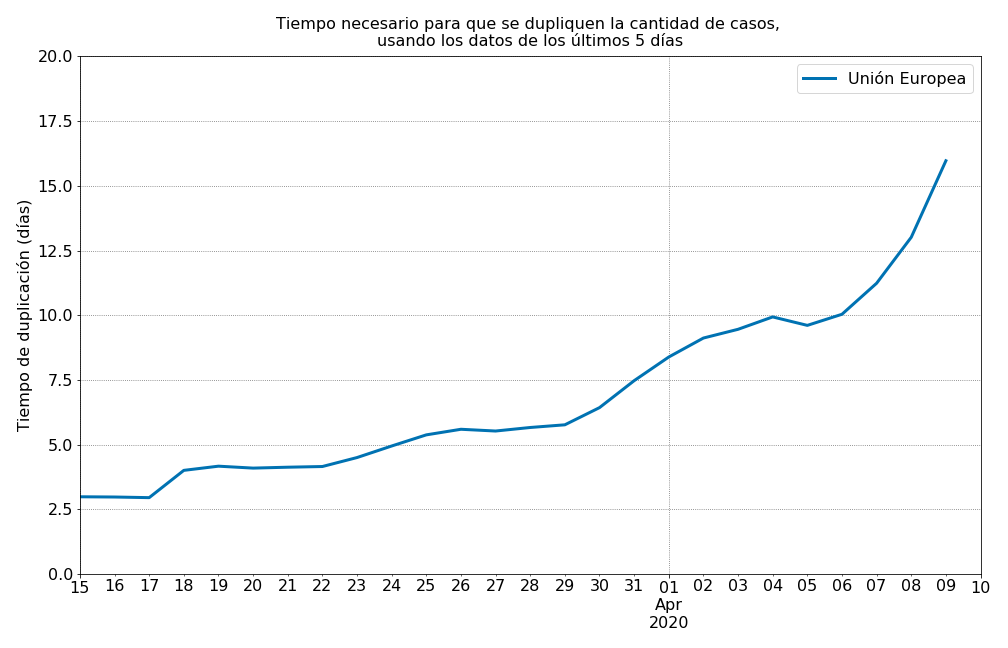 Tiempo necesario para que se dupliquen la cantidad de casos,
usando los datos de los últimos 5 días
20.0
17.5
15.0
12.5
10.0
7.5
5.0
2.5
0.0
Tiempo de duplicación (días)
Unión Europea
15 16 17 18 19 20 21 22 23 24 25 26 27 28 29 30 31 01 02 03 04 05 06 07 08 09 10
Apr
2020